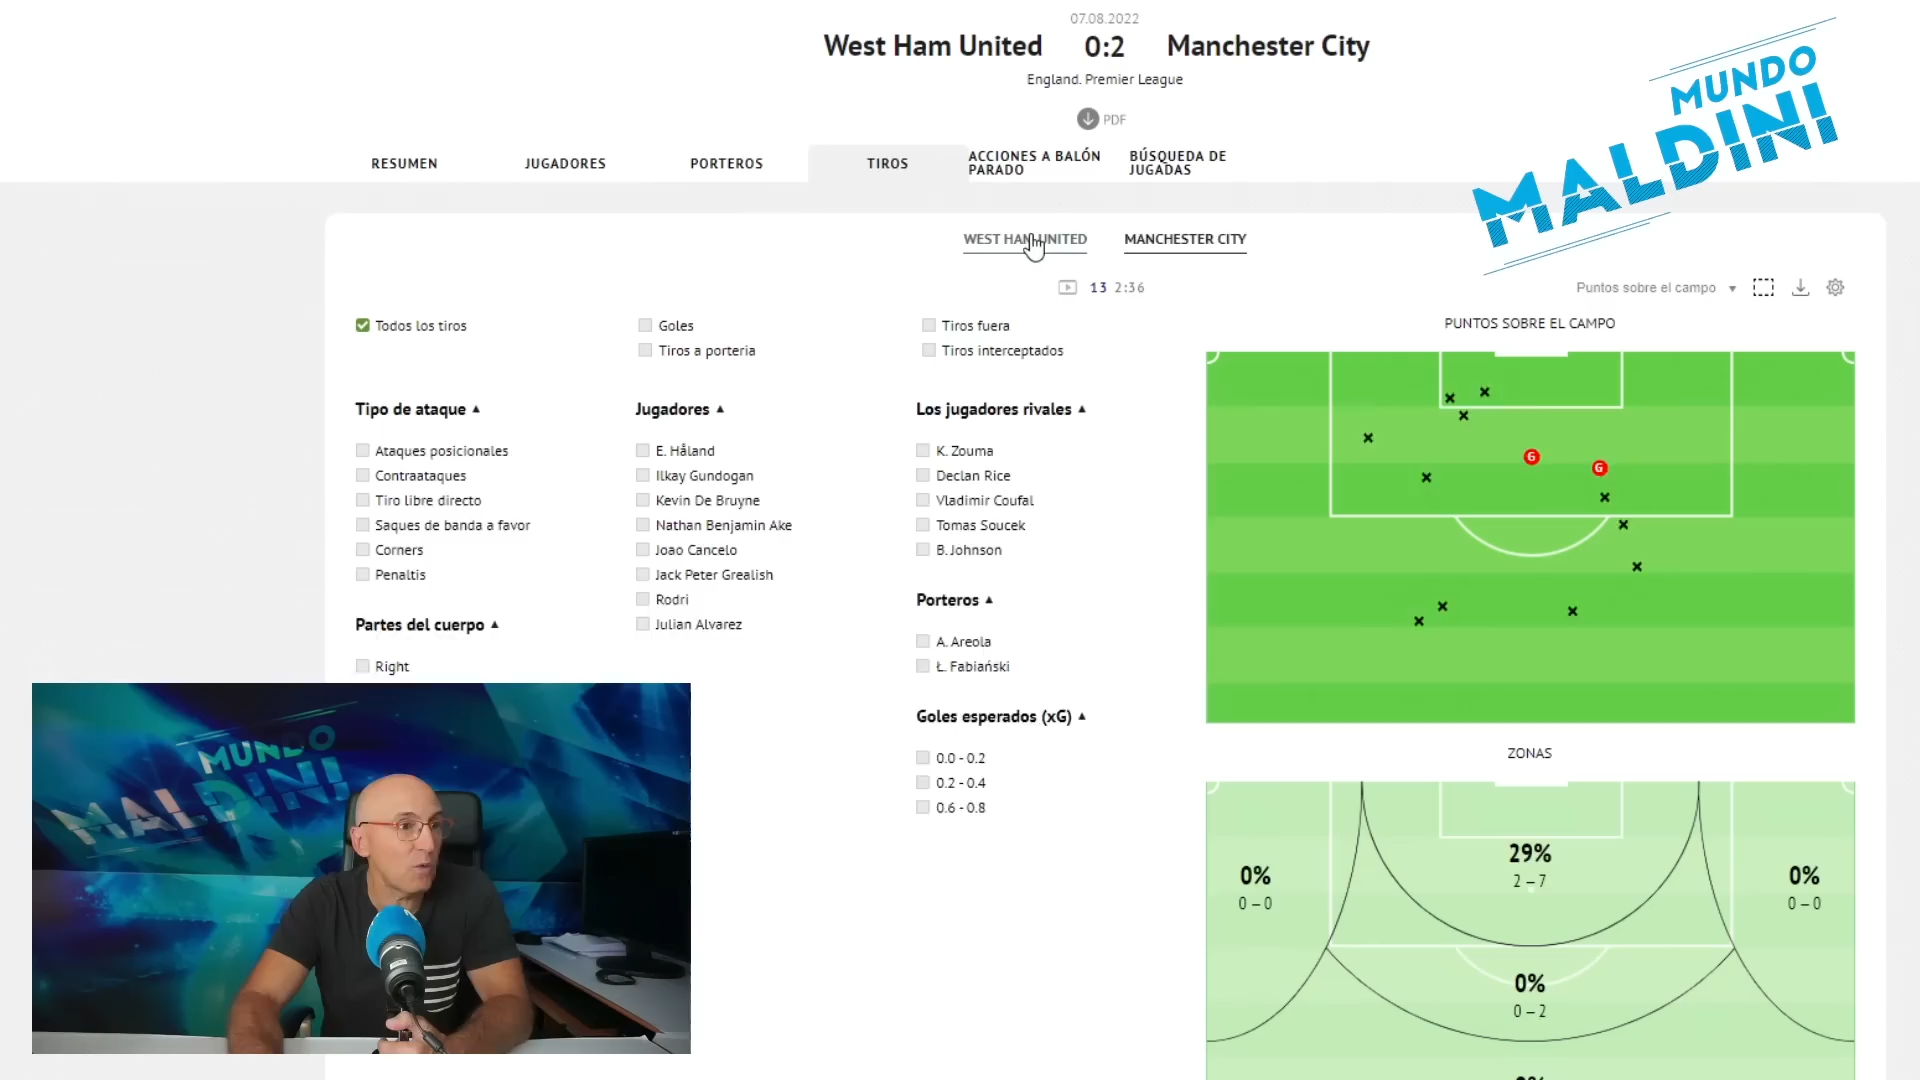 07.08.2022
West Ham United 0:2 Manchester City
England. Premier League
PDF
MUNDO
MALDINI
RESUMEN
JUGADORES
PORTEROS
TIROS
ACCIONES A BALÓN
PARADO
BÚSQUEDA DE
JUGADAS
WEST HAM UNITED
MANCHESTER CITY
13 2:36
Puntos sobre el campo
Todos los tiros
Goles
Tiros a porteria
Tiros fuera
Tiros interceptados
Tipo de ataque
Ataques posicionales
Contraataques
Tiro libre directo
Saques de banda a favor
Corners
Penaltis
Partes del cuerpo
Right
Jugadores
E. Håland
Ilkay Gundogan
Kevin De Bruyne
Nathan Benjamin Ake
Joao Cancelo
Jack Peter Grealish
Rodri
Julian Alvarez
Los jugadores rivales
K. Zouma
Declan Rice
Vladimir Coufal
Tomas Soucek
B. Johnson
Porteros
A. Areola
Ł. Fabiański
Goles esperados (xG)
0.0 - 0.2
0.2 - 0.4
0.6 - 0.8
PUNTOS SOBRE EL CAMPO
G
G
ZONAS
29%
2 – 7
0%
0 – 0
0%
0 – 0
0%
0 – 2
MUNDO
MALDINI